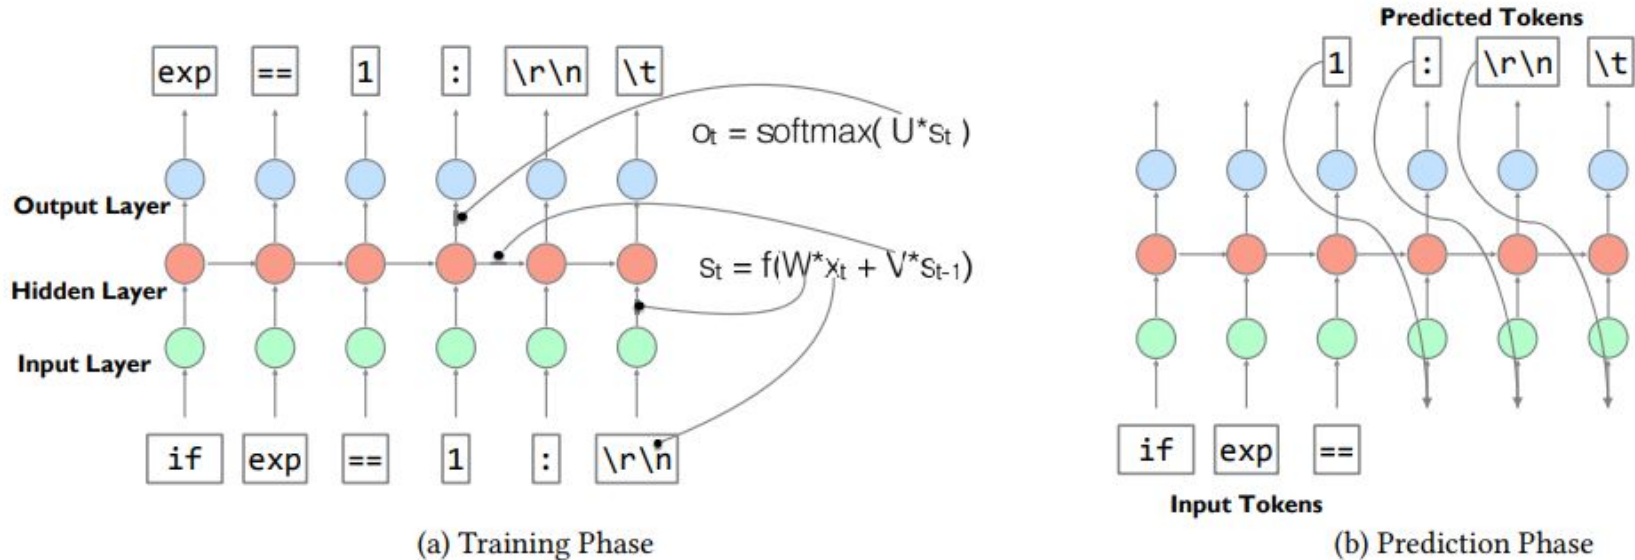 exp == 1 : \r\n \t
oₜ = softmax( U*sₜ )
Output Layer
sₜ = f(W*xₜ + V*sₜ₋₁)
Hidden Layer
Input Layer
if exp == 1 : \r\n
(a) Training Phase
Predicted Tokens
1 : \r\n \t
if exp ==
Input Tokens
(b) Prediction Phase